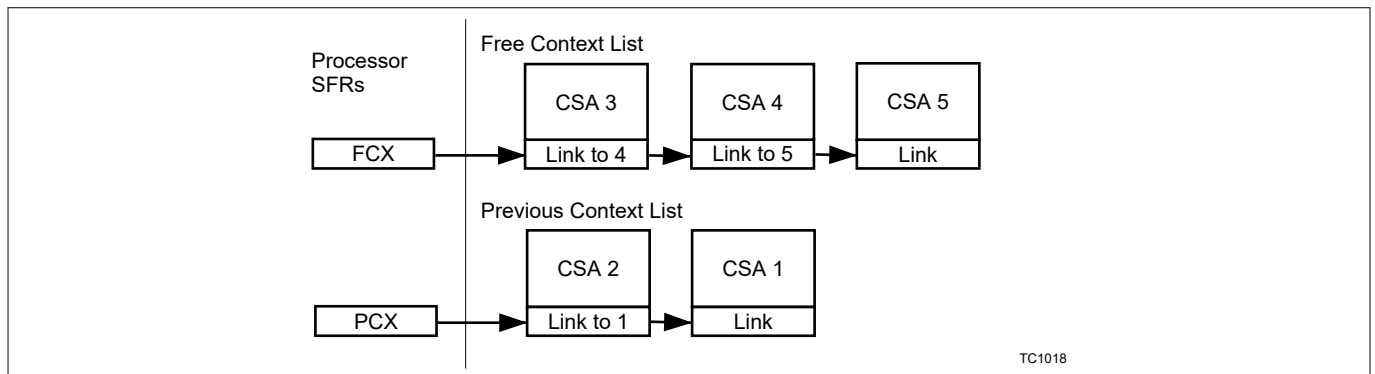 Free Context List
Processor
SFRs
CSA 3
CSA 4
CSA 5
FCX
Link to 4
Link to 5
Link
Previous Context List
CSA 2
CSA 1
PCX
Link to 1
Link
TC1018